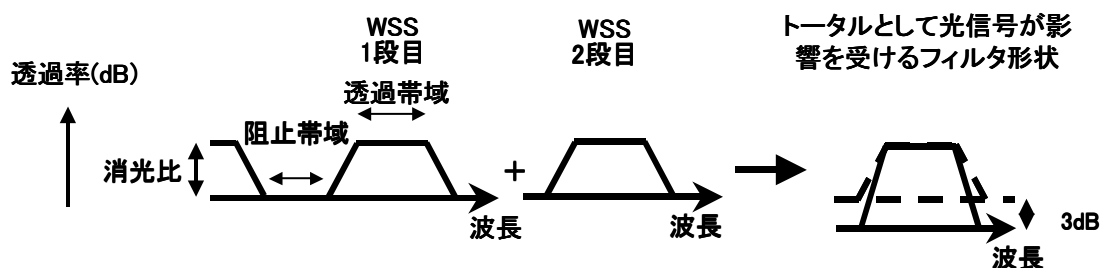 透過率(dB)
WSS
1段目
透過帯域
阻止帯域
消光比
波長
+
WSS
2段目
波長
トータルとして光信号が影
響を受けるフィルタ形状
3dB
波長